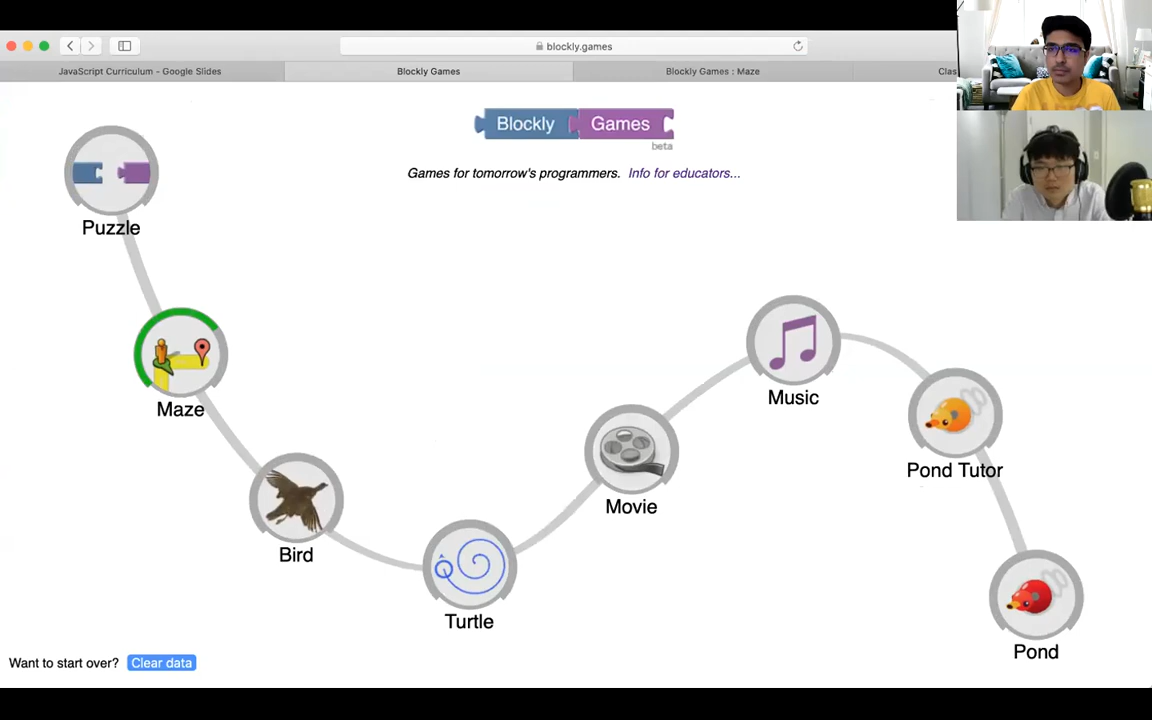 blockly.games
JavaScript Curriculum - Google Slides
Blockly Games
Blockly Games : Maze
Clas
Blockly Games
beta
Games for tomorrow's programmers. Info for educators...
Puzzle
Maze
Bird
Turtle
Movie
Music
Pond Tutor
Pond
Want to start over? Clear data